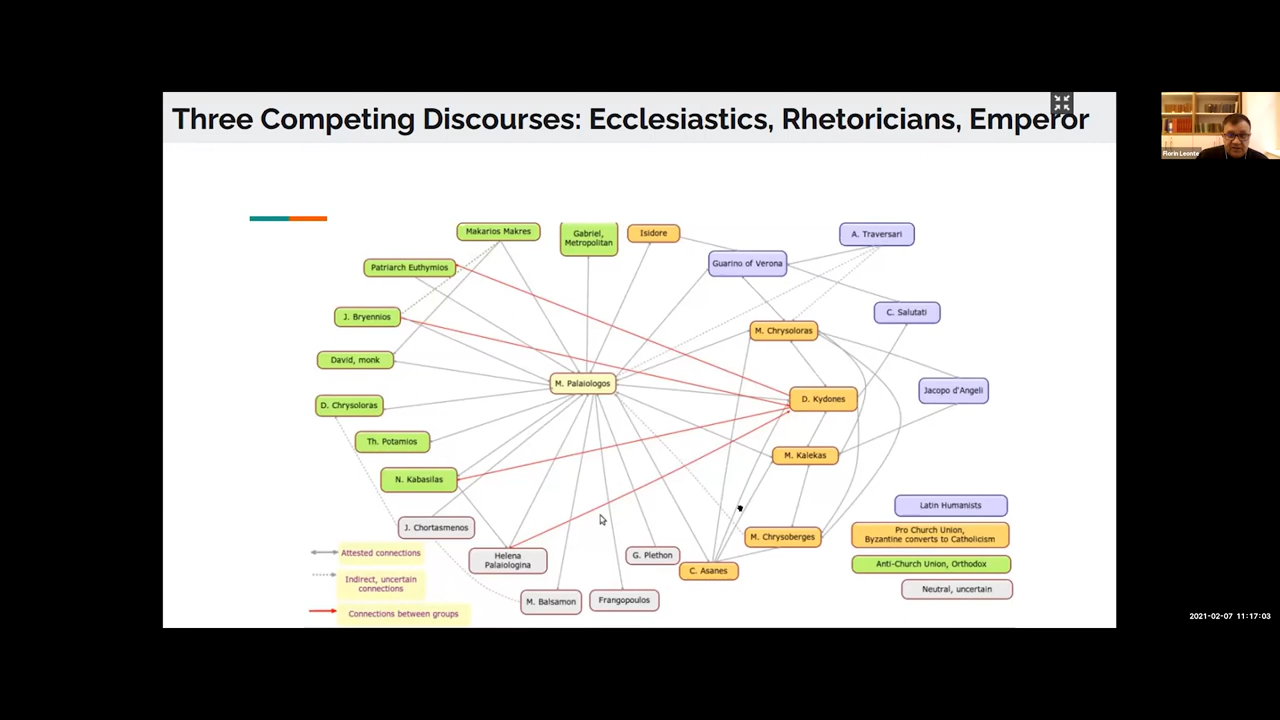 Three Competing Discourses: Ecclesiastics, Rhetoricians, Emperor
Florin Leonte
Makarios Makres
Gabriel,
Metropolitan
Isidore
A. Traversari
Patriarch Euthymios
Guarino of Verona
J. Bryennios
M. Chrysoloras
C. Salutati
David, monk
M. Palaiologos
D. Chrysoloras
D. Kydones
Jacopo d'Angeli
Th. Potamios
M. Kalekas
N. Kabasilas
J. Chortasmenos
Helena
Palaiologina
G. Plethon
C. Asanes
M. Chrysoberges
M. Balsamon
Frangopoulos
Attested connections
Indirect, uncertain
connections
Connections between groups
Latin Humanists
Pro Church Union,
Byzantine converts to Catholicism
Anti-Church Union, Orthodox
Neutral, uncertain
2021-02-07 11:17:03